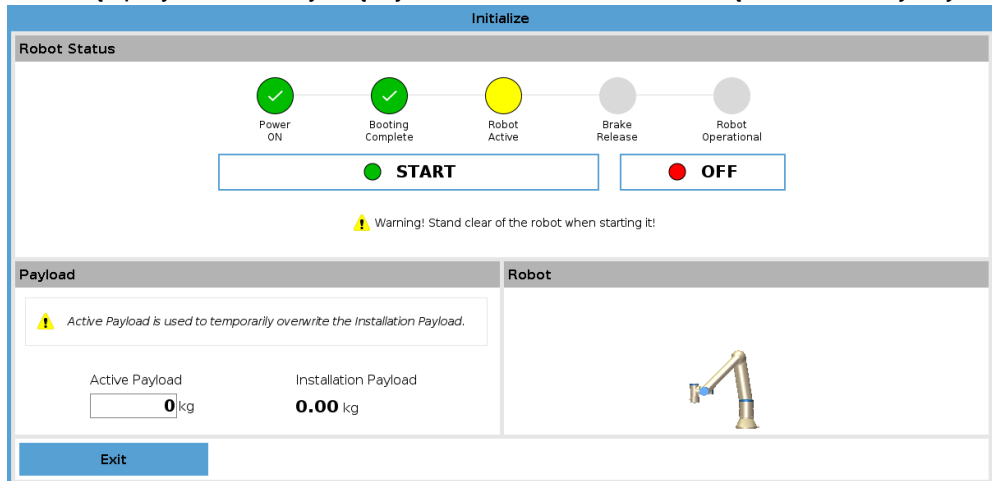 Initialize
Robot Status
Power
ON
Booting
Complete
Robot
Active
Brake
Release
Robot
Operational
START
OFF
Warning! Stand clear of the robot when starting it!
Payload
Robot
Active Payload is used to temporarily overwrite the Installation Payload.
Active Payload
Installation Payload
0 kg
0.00 kg
Exit